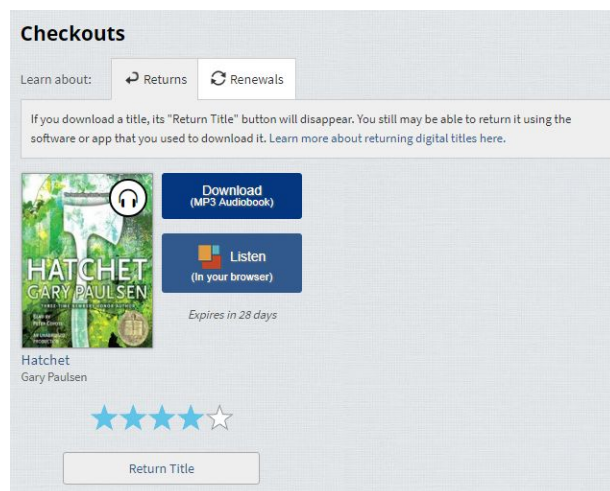 Checkouts
Learn about:
Returns
Renewals
If you download a title, its "Return Title" button will disappear. You still may be able to return it using the
software or app that you used to download it. Learn more about returning digital titles here.
HATCHET
GARY PAULSEN
Download
(MP3 Audiobook)
Listen
(In your browser)
Expires in 28 days
Hatchet
Gary Paulsen
Return Title